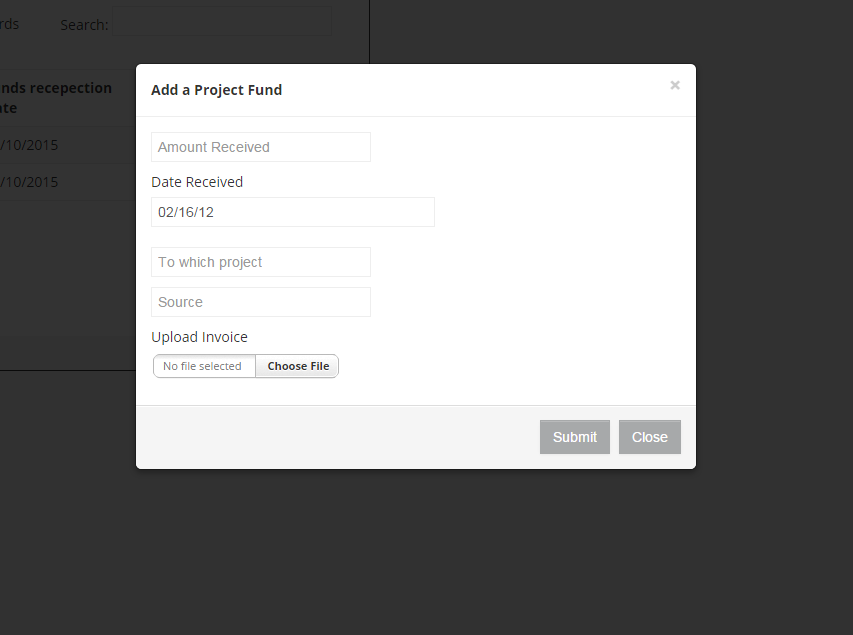 rds Search:
nds recepection
ate
/10/2015
/10/2015
Add a Project Fund
×
Amount Received
Date Received
02/16/12
To which project
Source
Upload Invoice
No file selected Choose File
Submit Close